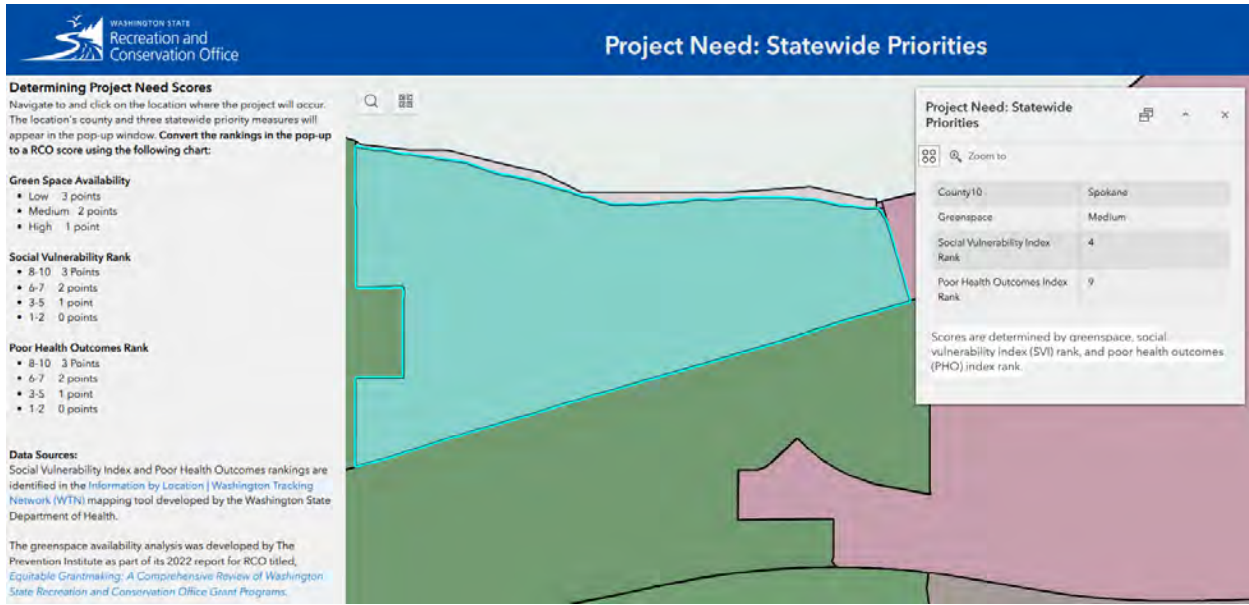 WASHINGTON STATE
Recreation and
Conservation Office
Project Need: Statewide Priorities
Determining Project Need Scores
Navigate to and click on the location where the project will occur.
The location's county and three statewide priority measures will
appear in the pop-up window. Convert the rankings in the pop-up
to a RCO score using the following chart:
Green Space Availability
• Low 3 points
• Medium 2 points
• High 1 point
Social Vulnerability Rank
• 8-10 3 Points
• 6-7 2 points
• 3-5 1 point
• 1-2 0 points
Poor Health Outcomes Rank
• 8-10 3 Points
• 6-7 2 points
• 3-5 1 point
• 1-2 0 points
Data Sources:
Social Vulnerability Index and Poor Health Outcomes rankings are
identified in the Information by Location | Washington Tracking
Network (WTN) mapping tool developed by the Washington State
Department of Health.
The greenspace availability analysis was developed by The
Prevention Institute as part of its 2022 report for RCO titled,
Equitable Grantmaking: A Comprehensive Review of Washington
State Recreation and Conservation Office Grant Programs.
Project Need: Statewide
Priorities
Zoom to
County10 Spokane
Greenspace Medium
Social Vulnerability Index
Rank 4
Poor Health Outcomes Index
Rank 9
Scores are determined by greenspace, social
vulnerability index (SVI) rank, and poor health outcomes
(PHO) index rank.